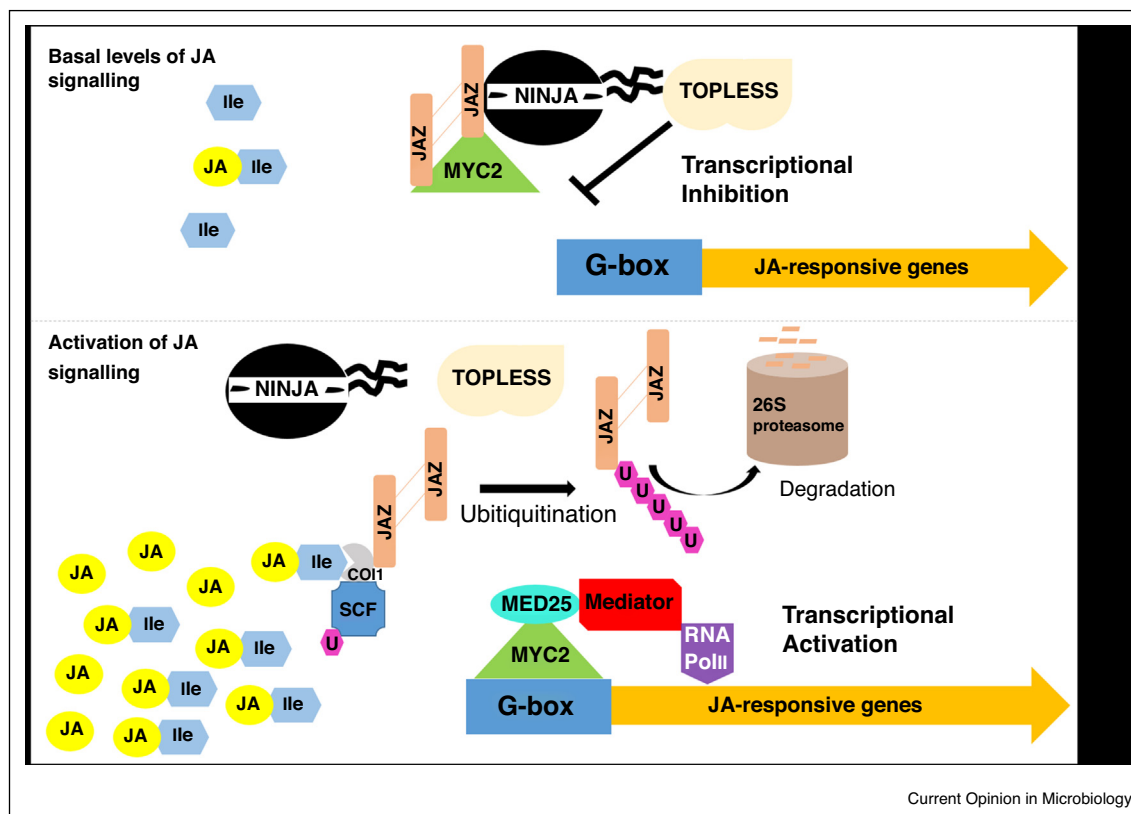 Basal levels of JA
signalling
Ile
JA Ile
Ile
JAZ
JAZ
MYC2
NINJA
TOPLESS
Transcriptional
Inhibition
G-box
JA-responsive genes
Activation of JA
signalling
NINJA
TOPLESS
JAZ
JAZ
Ubitiquitination
JAZ
JAZ
U
U
U
U
U
26S
proteasome
Degradation
JA
JA
JA
JA Ile
COI1
SCF
U
JA Ile
JA Ile
JA
JA Ile
JA Ile
JA
JA Ile
MED25
Mediator
MYC2
RNA
PolII
Transcriptional
Activation
G-box
JA-responsive genes
Current Opinion in Microbiology